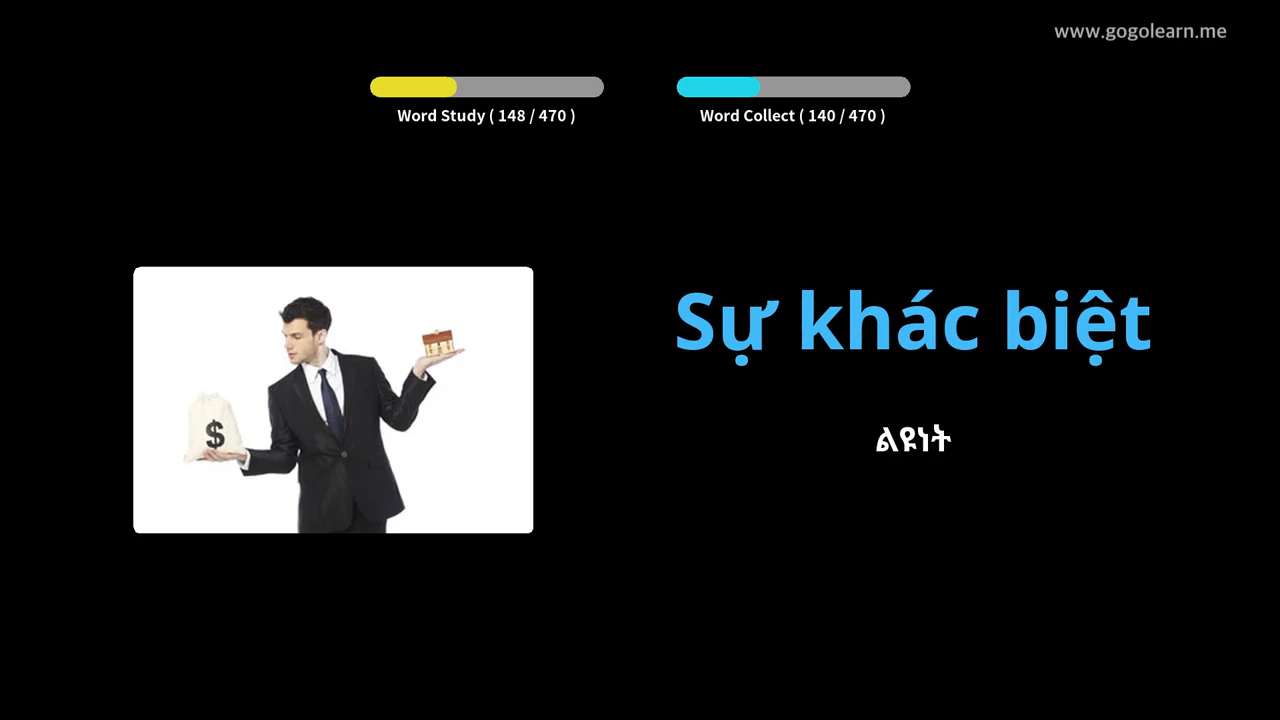 www.gogolearn.me
Word Study ( 148 / 470 )
Word Collect ( 140 / 470 )
Sự khác biệt
$
ልዩነት